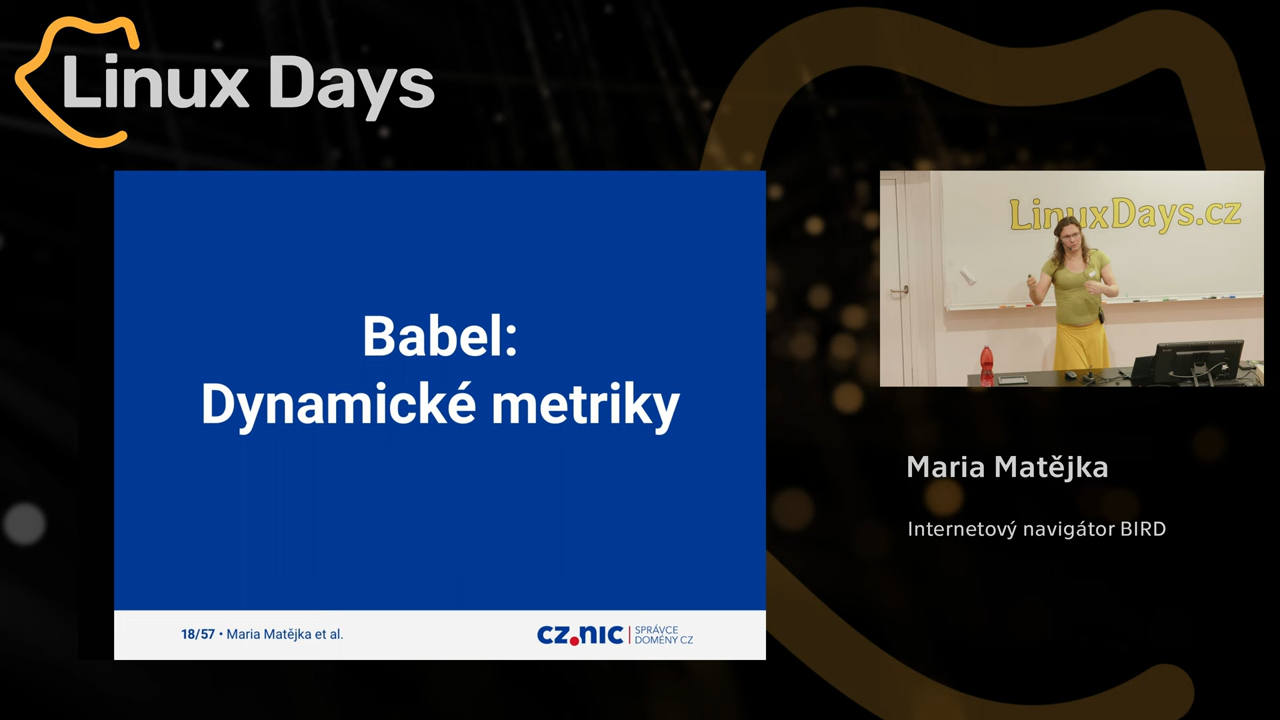 Linux Days
Babel:
Dynamické metriky
18/57 • Maria Matějka et al.
CZ.NIC
SPRÁVCE
DOMÉNY CZ
LinuxDays.cz
Maria Matějka
Internetový navigátor BIRD